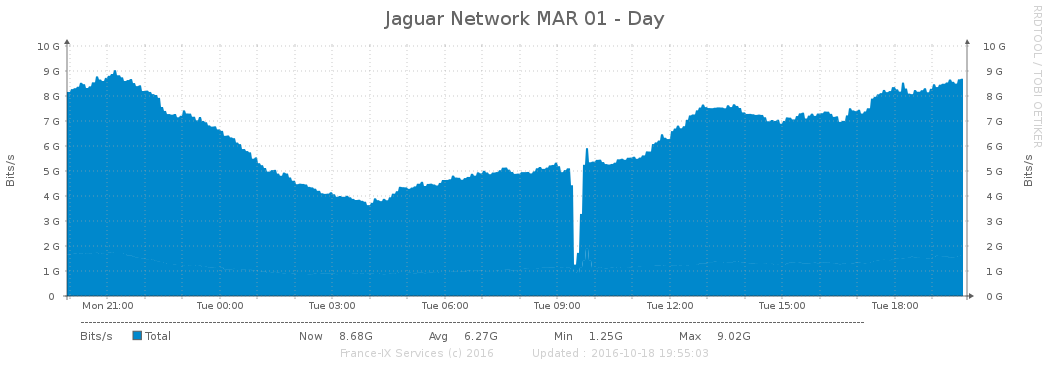 Jaguar Network MAR 01 - Day
RRDTOOL / TOBI OETIKER
10 G 10 G
9 G 9 G
8 G 8 G
7 G 7 G
6 G 6 G
5 G 5 G
4 G 4 G
3 G 3 G
2 G 2 G
1 G 1 G
0 0 G
Bits/s
Bits/s
Mon 21:00 Tue 00:00 Tue 03:00 Tue 06:00 Tue 09:00 Tue 12:00 Tue 15:00 Tue 18:00
Bits/s Total Now 8.68G Avg 6.27G Min 1.25G Max 9.02G
France-IX Services (c) 2016 Updated : 2016-10-18 19:55:03